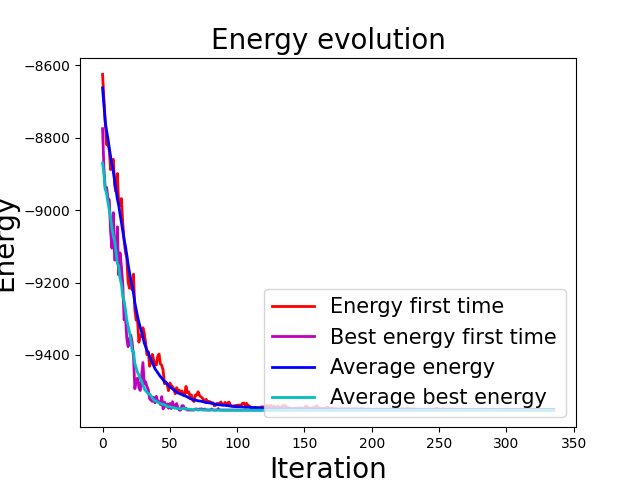 Energy evolution
Energy
−8600
−8800
−9000
−9200
−9400
0
50
100
150
200
250
300
350
Iteration
Energy first time
Best energy first time
Average energy
Average best energy